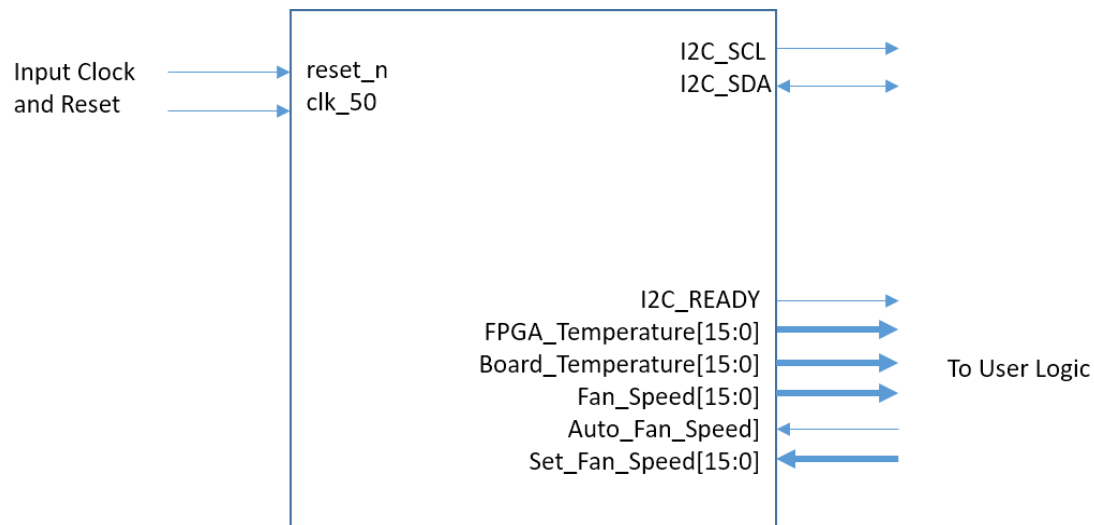 Input Clock
and Reset
reset_n
clk_50
I2C_SCL
I2C_SDA
I2C_READY
FPGA_Temperature[15:0]
Board_Temperature[15:0]
Fan_Speed[15:0]
Auto_Fan_Speed]
Set_Fan_Speed[15:0]
To User Logic